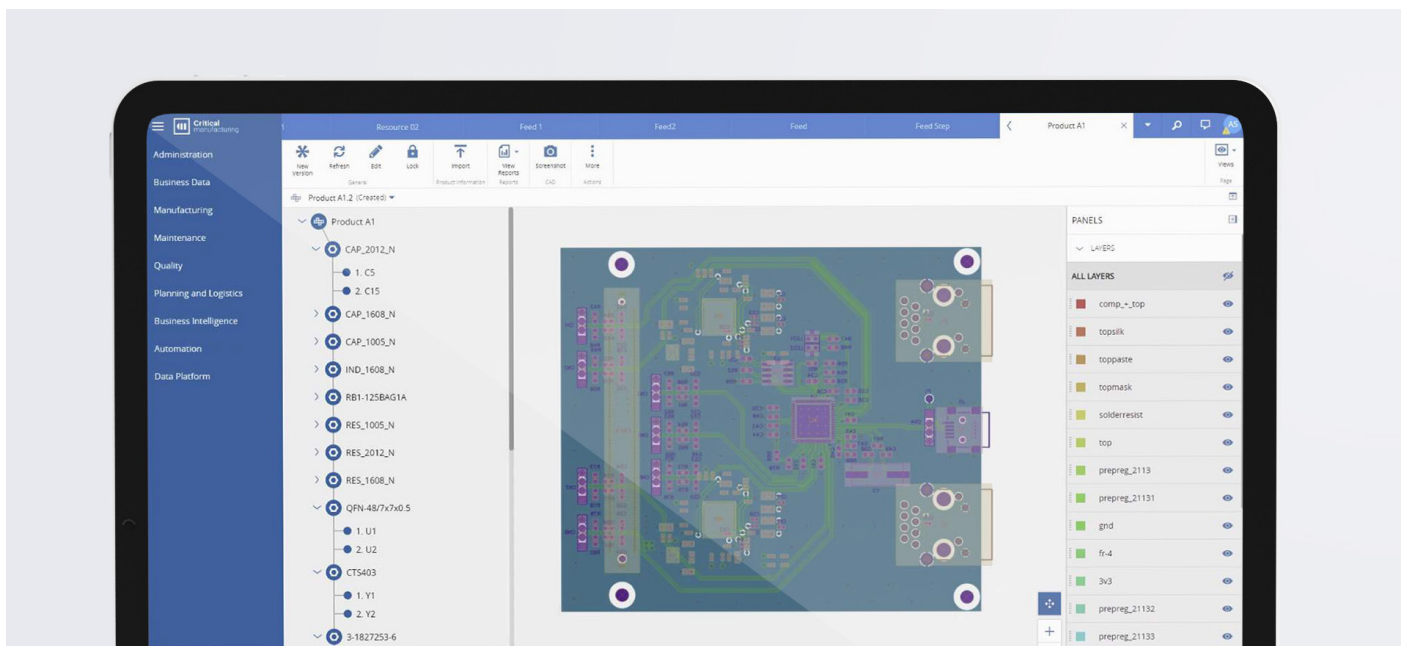 Critical
manufacturing
Resource 02
Feed 1
Feed2
Feed
Feed Step
Product A1
AS
Administration
Business Data
Manufacturing
Maintenance
Quality
Planning and Logistics
Business Intelligence
Automation
Data Platform
New
Version
Refresh
Edit
Lock
Import
View
Reports
Screenshot
More
Views
General
Product Information
Reports
CAD
Actions
Page
Product A1.2 (Created)
Product A1
CAP_2012_N
1. C5
2. C15
CAP_1608_N
CAP_1005_N
IND_1608_N
RB1-125BAG1A
RES_1005_N
RES_2012_N
RES_1608_N
QFN-48/7x7x0.5
1. U1
2. U2
CTS403
1. Y1
2. Y2
3-1827253-6
PANELS
LAYERS
ALL LAYERS
comp_+_top
topsilk
toppaste
topmask
solderresist
top
prepreg_2113
prepreg_21131
gnd
fr-4
3v3
prepreg_21132
prepreg_21133